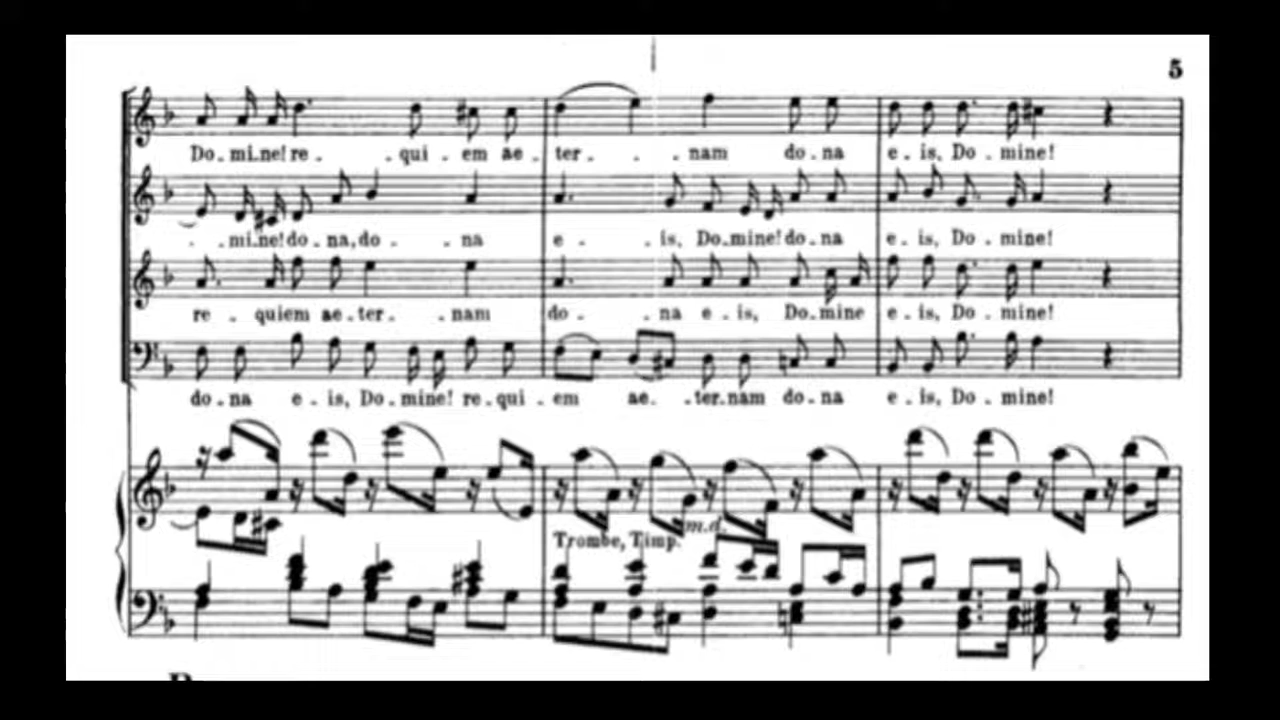 5
Do.mi.ne! re . . qui . em ae . ter . . . nam do . na e . is, Do . mine!
. . mi.ne! do . na, do . . na e . . is, Do.mine! do . na e . is, Do . mine!
re . quiem ae . ter . . nam do . . na e . is, Do.mine e . is, Do . mine!
do . na e . is, Do . mine! re . qui . em ae . . ter.nam do . na e . is, Do . mine!
m.d.
Trombe, Timp.